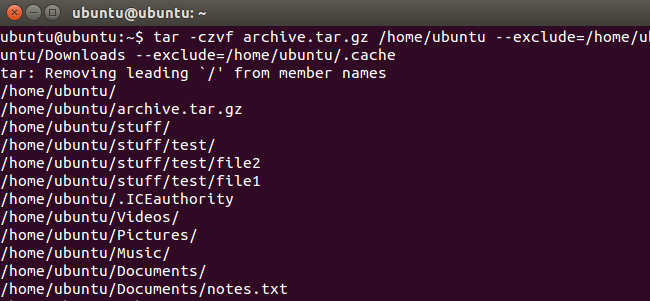 ubuntu@ubuntu: ~
ubuntu@ubuntu:~$ tar -czvf archive.tar.gz /home/ubuntu --exclude=/home/ub
untu/Downloads --exclude=/home/ubuntu/.cache
tar: Removing leading `/' from member names
/home/ubuntu/
/home/ubuntu/archive.tar.gz
/home/ubuntu/stuff/
/home/ubuntu/stuff/test/
/home/ubuntu/stuff/test/file2
/home/ubuntu/stuff/test/file1
/home/ubuntu/.ICEauthority
/home/ubuntu/Videos/
/home/ubuntu/Pictures/
/home/ubuntu/Music/
/home/ubuntu/Documents/
/home/ubuntu/Documents/notes.txt